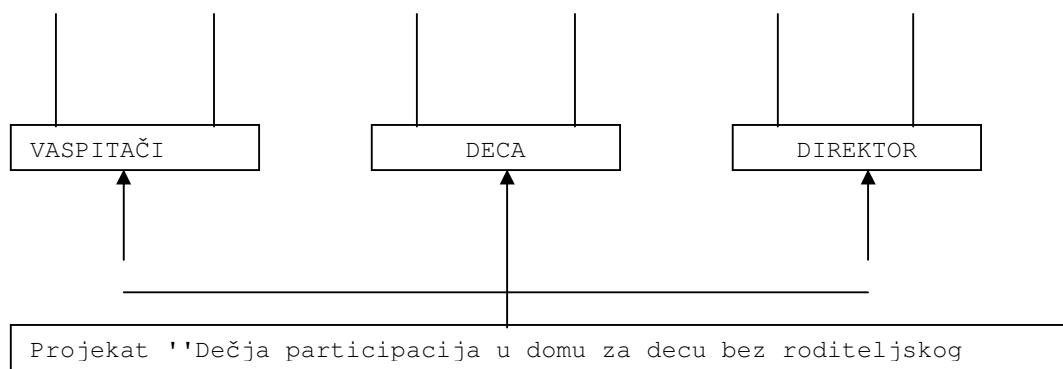 VASPITAČI
DECA
DIREKTOR
Projekat ''Dečja participacija u domu za decu bez roditeljskog